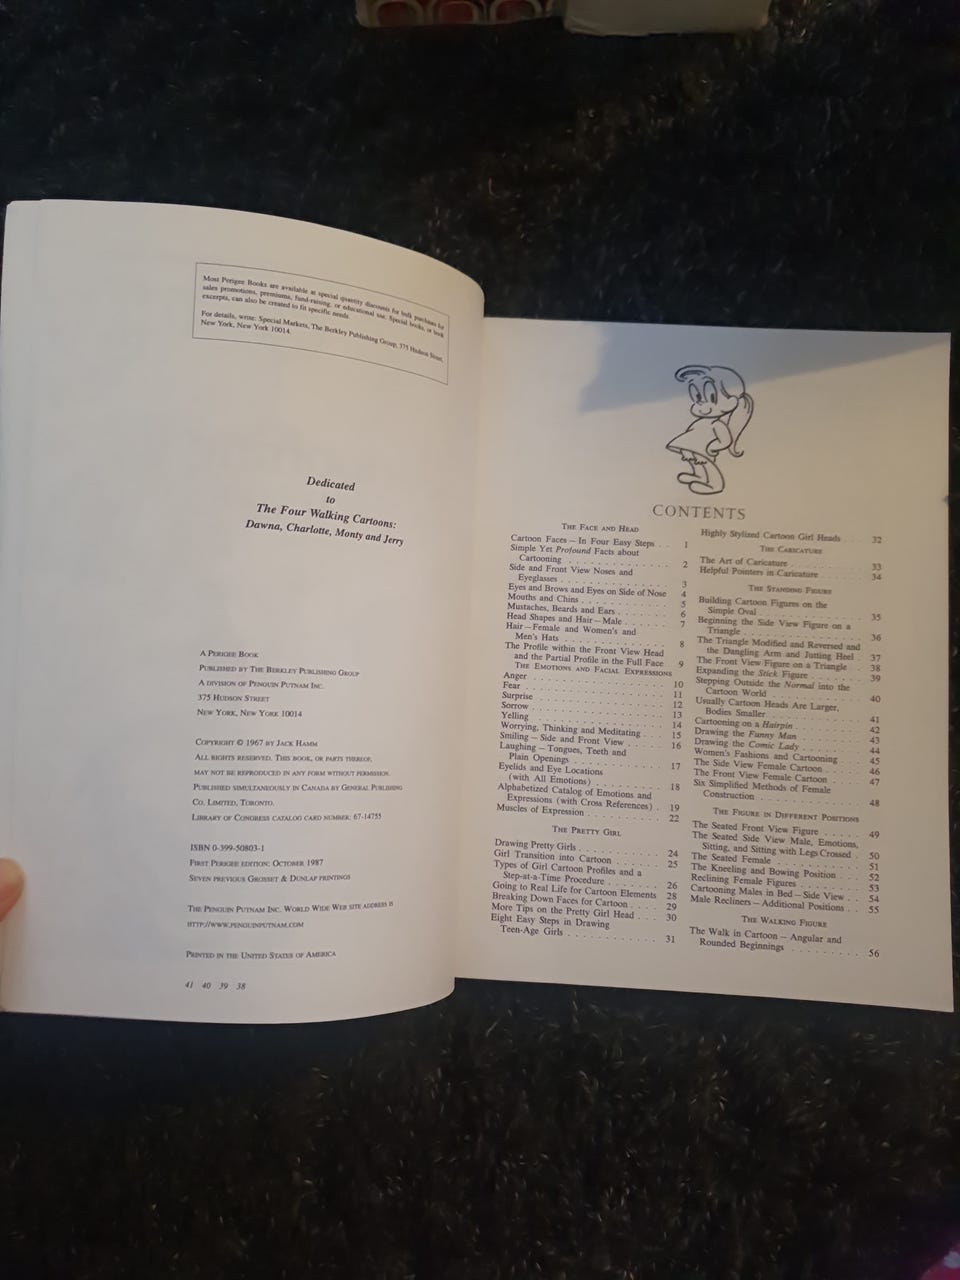 Most Perigee Books are available at special quantity discounts for bulk purchases for
sales promotions, premiums, fund-raising, or educational use. Special books, or book
excerpts, can also be created to fit specific needs.
For details, write: Special Markets, The Berkley Publishing Group, 375 Hudson Street,
New York, New York 10014.
Dedicated
to
The Four Walking Cartoons:
Dawna, Charlotte, Monty and Jerry
A Perigee Book
Published by The Berkley Publishing Group
A division of Penguin Putnam Inc.
375 Hudson Street
New York, New York 10014
Copyright © 1967 by Jack Hamm
All rights reserved. This book, or parts thereof,
may not be reproduced in any form without permission.
Published simultaneously in Canada by General Publishing
Co. Limited, Toronto.
Library of Congress catalog card number: 67-14755
ISBN 0-399-50803-1
First Perigee edition: October 1987
Seven previous Grosset & Dunlap printings
The Penguin Putnam Inc. World Wide Web site address is
http://www.penguinputnam.com
Printed in the United States of America
41 40 39 38
CONTENTS
The Face and Head
Cartoon Faces – In Four Easy Steps . . 1
Simple Yet Profound Facts about
Cartooning . . . . . . . . . . . . . 2
Side and Front View Noses and
Eyeglasses . . . . . . . . . . . . . 3
Eyes and Brows and Eyes on Side of Nose 4
Mouths and Chins . . . . . . . . . . . 5
Mustaches, Beards and Ears . . . . . . 6
Head Shapes and Hair – Male . . . . . 7
Hair – Female and Women's and
Men's Hats . . . . . . . . . . . . . 8
The Profile within the Front View Head
and the Partial Profile in the Full Face 9
The Emotions and Facial Expressions
Anger . . . . . . . . . . . . . . . . 10
Fear . . . . . . . . . . . . . . . . . 11
Surprise . . . . . . . . . . . . . . . 12
Sorrow . . . . . . . . . . . . . . . . 13
Yelling . . . . . . . . . . . . . . . . 14
Worrying, Thinking and Meditating . . . 15
Smiling – Side and Front View . . . . . 16
Laughing – Tongues, Teeth and
Plain Openings . . . . . . . . . . . 17
Eyelids and Eye Locations
(with All Emotions) . . . . . . . . . 18
Alphabetized Catalog of Emotions and
Expressions (with Cross References) . 19
Muscles of Expression . . . . . . . . . 22
The Pretty Girl
Drawing Pretty Girls . . . . . . . . . . 24
Girl Transition into Cartoon . . . . . . 25
Types of Girl Cartoon Profiles and a
Step-at-a-Time Procedure . . . . . . 26
Going to Real Life for Cartoon Elements 28
Breaking Down Faces for Cartoon . . . 29
More Tips on the Pretty Girl Head . . . 30
Eight Easy Steps in Drawing
Teen-Age Girls . . . . . . . . . . . 31
Highly Stylized Cartoon Girl Heads . . 32
The Caricature
The Art of Caricature . . . . . . . . . 33
Helpful Pointers in Caricature . . . . . 34
The Standing Figure
Building Cartoon Figures on the
Simple Oval . . . . . . . . . . . . . 35
Beginning the Side View Figure on a
Triangle . . . . . . . . . . . . . . . 36
The Triangle Modified and Reversed and
the Dangling Arm and Jutting Heel . 37
The Front View Figure on a Triangle . 38
Expanding the Stick Figure . . . . . . 39
Stepping Outside the Normal into the
Cartoon World . . . . . . . . . . . 40
Usually Cartoon Heads Are Larger,
Bodies Smaller . . . . . . . . . . . 41
Cartooning on a Hairpin . . . . . . . . 42
Drawing the Funny Man . . . . . . . . 43
Drawing the Comic Lady . . . . . . . . 44
Women's Fashions and Cartooning . . 45
The Side View Female Cartoon . . . . 46
The Front View Female Cartoon . . . . 47
Six Simplified Methods of Female
Construction . . . . . . . . . . . . 48
The Figure in Different Positions
The Seated Front View Figure . . . . . 49
The Seated Side View Male, Emotions,
Sitting, and Sitting with Legs Crossed . 50
The Seated Female . . . . . . . . . . . 51
The Kneeling and Bowing Position . . . 52
Reclining Female Figures . . . . . . . . 53
Cartooning Males in Bed – Side View . . 54
Male Recliners – Additional Positions . . 55
The Walking Figure
The Walk in Cartoon – Angular and
Rounded Beginnings . . . . . . . . . 56